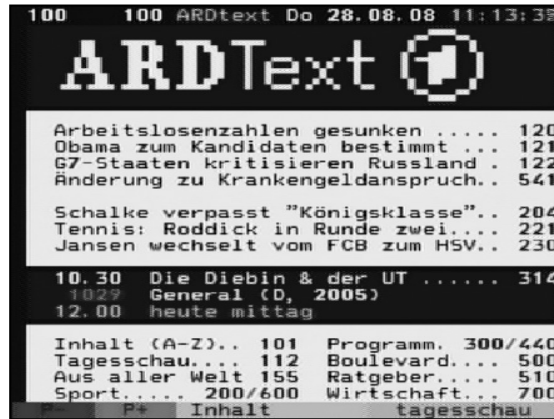 100 100 ARDtext Do 28.08.08 11:13:3
ARDText 1
Arbeitslosenzahlen gesunken ..... 120
Obama zum Kandidaten bestimmt ... 121
G7-Staaten kritisieren Russland . 122
Änderung zu Krankengeldanspruch.. 541
Schalke verpasst "Königsklasse".. 204
Tennis: Roddick in Runde zwei.... 221
Jansen wechselt vom FCB zum HSV.. 230
10.30 Die Diebin & der UT ...... 314
1029 General (D, 2005)
12.00 heute mittag
Inhalt (A-Z).. 101 Programm. 300/440
Tagesschau.... 112 Boulevard.... 500
Aus aller Welt 155 Ratgeber..... 510
Sport..... 200/600 Wirtschaft... 700
P- P+ Inhalt tagesschau